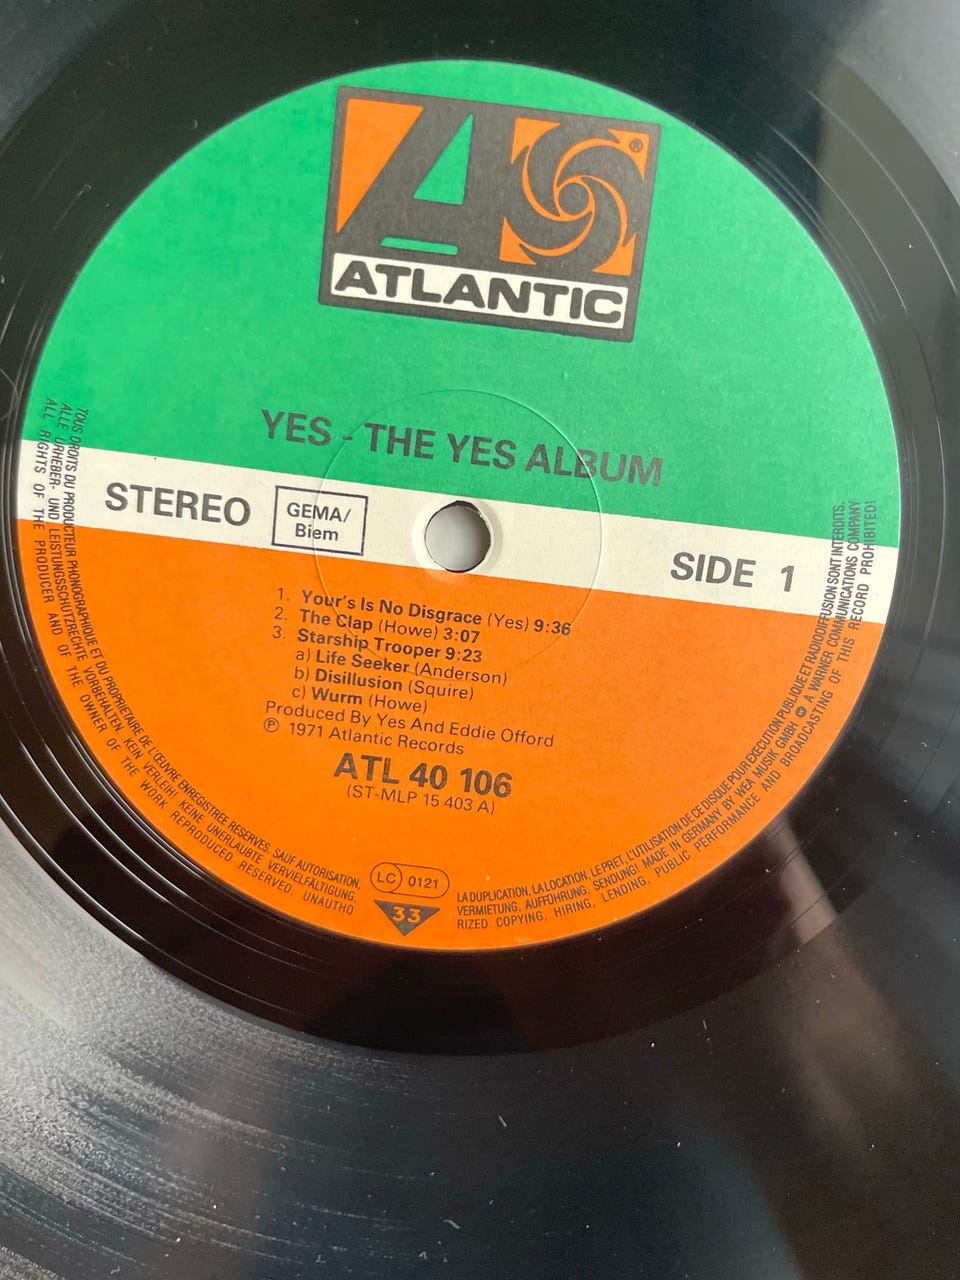 ®
ATLANTIC
YES - THE YES ALBUM
STEREO
GEMA/
Biem
SIDE 1
1. Your's Is No Disgrace (Yes) 9:36
2. The Clap (Howe) 3:07
3. Starship Trooper 9:23
a) Life Seeker (Anderson)
b) Disillusion (Squire)
c) Wurm (Howe)
Produced By Yes And Eddie Offord
℗ 1971 Atlantic Records
ATL 40 106
(ST-MLP 15 403 A)
LC 0121
33
TOUS DROITS DU PRODUCTEUR PHONOGRAPHIQUE ET DU PROPRIETAIRE DE L'ŒUVRE ENREGISTREE RESERVES. SAUF AUTORISATION,
LA DUPLICATION, LA LOCATION, LE PRET, L'UTILISATION DE CE DISQUE POUR EXECUTION PUBLIQUE ET RADIODIFFUSION SONT INTERDITS.
ALLE URHEBER- UND LEISTUNGSSCHUTZRECHTE VORBEHALTEN. KEIN VERLEIH! KEINE UNERLAUBTE VERVIELFÄLTIGUNG,
VERMIETUNG, AUFFÜHRUNG, SENDUNG! MADE IN GERMANY BY WEA MUSIK GMBH A WARNER COMMUNICATIONS COMPANY
ALL RIGHTS OF THE PRODUCER AND OF THE OWNER OF THE WORK REPRODUCED RESERVED. UNAUTHO
RIZED COPYING, HIRING, LENDING, PUBLIC PERFORMANCE AND BROADCASTING OF THIS RECORD PROHIBITED!